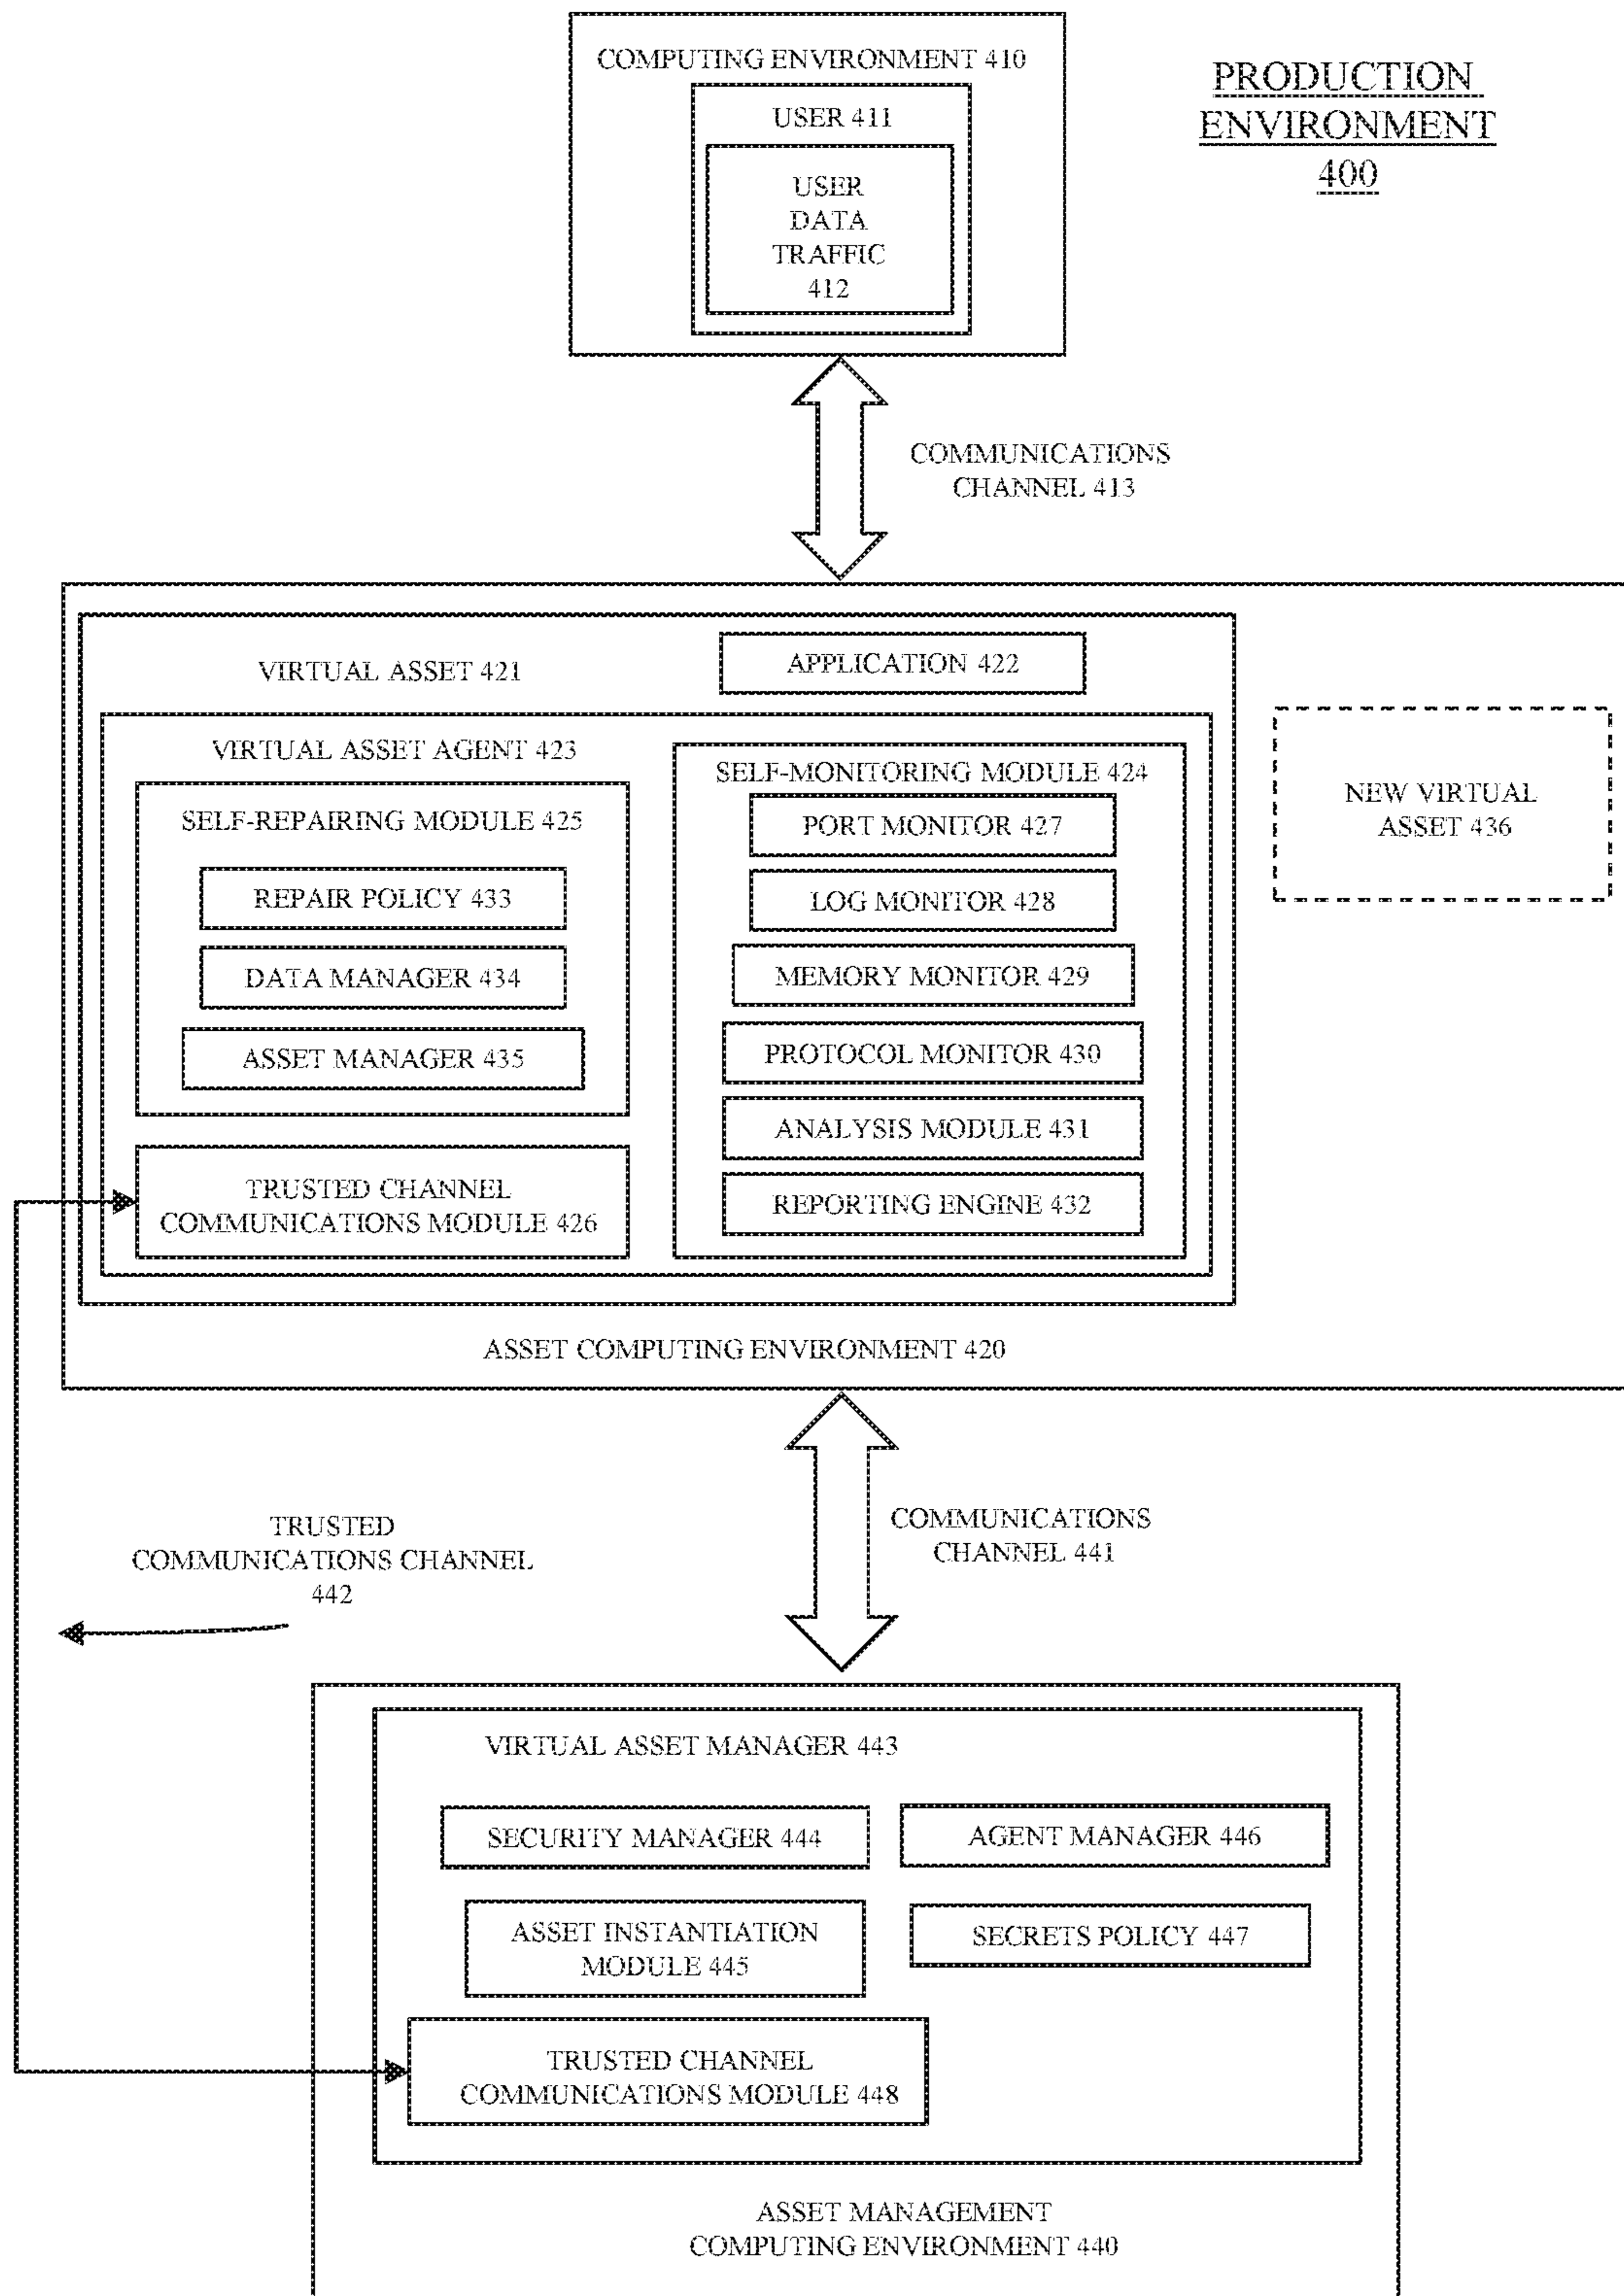 COMPUTING ENVIRONMENT 410
USER 411
USER
DATA
TRAFFIC
412
PRODUCTION
ENVIRONMENT
400
COMMUNICATIONS
CHANNEL 413
VIRTUAL ASSET 421
APPLICATION 422
VIRTUAL ASSET AGENT 423
SELF-REPAIRING MODULE 425
REPAIR POLICY 433
DATA MANAGER 434
ASSET MANAGER 435
TRUSTED CHANNEL
COMMUNICATIONS MODULE 426
SELF-MONITORING MODULE 424
PORT MONITOR 427
LOG MONITOR 428
MEMORY MONITOR 429
PROTOCOL MONITOR 430
ANALYSIS MODULE 431
REPORTING ENGINE 432
NEW VIRTUAL
ASSET 436
ASSET COMPUTING ENVIRONMENT 420
TRUSTED
COMMUNICATIONS CHANNEL
442
COMMUNICATIONS
CHANNEL 441
VIRTUAL ASSET MANAGER 443
SECURITY MANAGER 444
AGENT MANAGER 446
ASSET INSTANTIATION
MODULE 445
SECRETS POLICY 447
TRUSTED CHANNEL
COMMUNICATIONS MODULE 448
ASSET MANAGEMENT
COMPUTING ENVIRONMENT 440